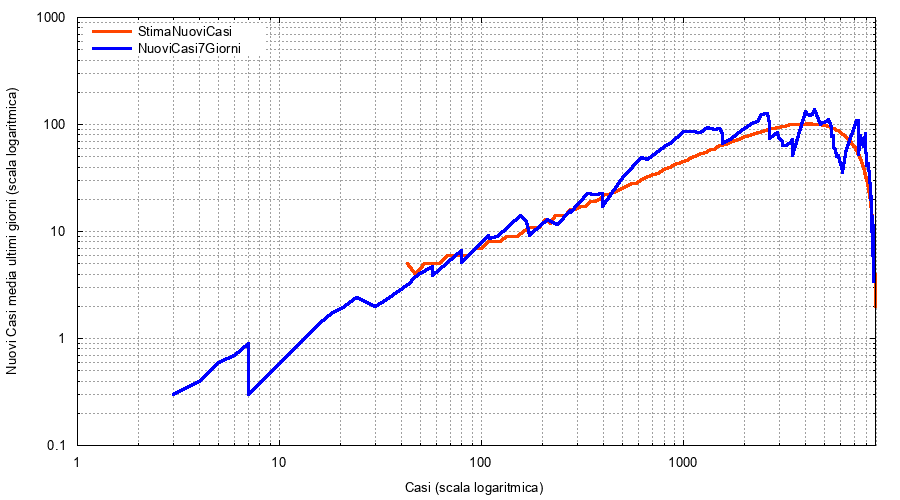 1000
StimaNuoviCasi
NuoviCasi7Giorni
100
10
1
0.1
1
10
100
1000
Nuovi Casi media ultimi giorni (scala logaritmica)
Casi (scala logaritmica)